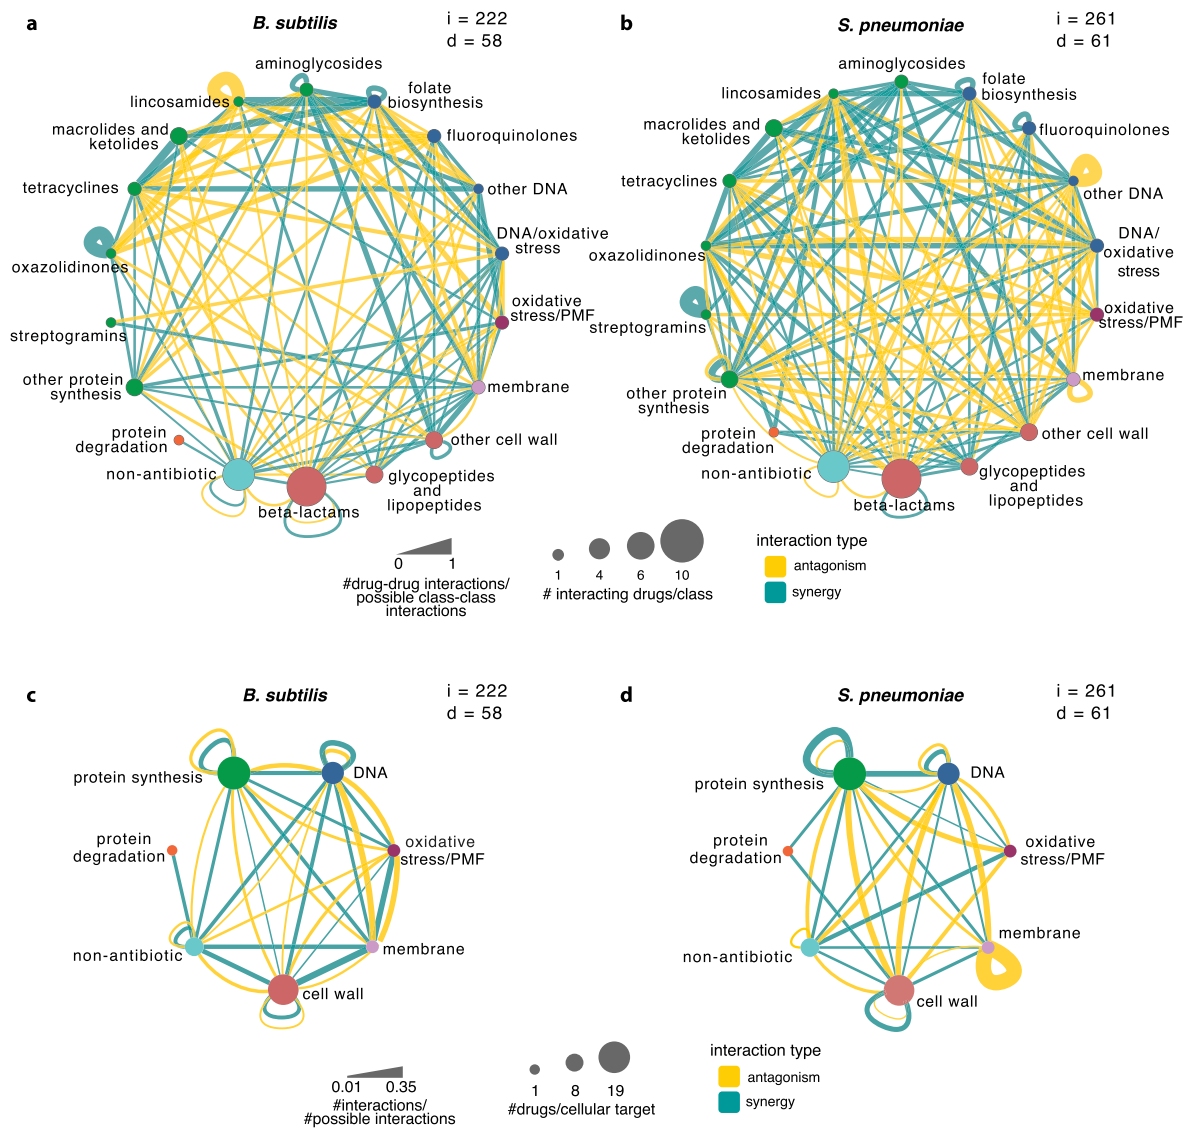 a
B. subtilis
i = 222
d = 58
aminoglycosides
lincosamides
folate
biosynthesis
macrolides and
ketolides
fluoroquinolones
tetracyclines
other DNA
DNA/oxidative
stress
oxazolidinones
oxidative
stress/PMF
streptogramins
other protein
synthesis
membrane
protein
degradation
other cell wall
non-antibiotic
glycopeptides
and
lipopeptides
beta-lactams
b
S. pneumoniae
i = 261
d = 61
aminoglycosides
lincosamides
folate
biosynthesis
macrolides and
ketolides
fluoroquinolones
tetracyclines
other DNA
DNA/
oxidative
stress
oxazolidinones
oxidative
stress/PMF
streptogramins
other protein
synthesis
membrane
protein
degradation
other cell wall
non-antibiotic
glycopeptides
and
lipopeptides
beta-lactams
0 1
#drug-drug interactions/
possible class-class
interactions
1 4 6 10
# interacting drugs/class
interaction type
antagonism
synergy
c
B. subtilis
i = 222
d = 58
protein synthesis
DNA
protein
degradation
oxidative
stress/PMF
non-antibiotic
membrane
cell wall
d
S. pneumoniae
i = 261
d = 61
protein synthesis
DNA
protein
degradation
oxidative
stress/PMF
membrane
non-antibiotic
cell wall
0.01 0.35
#interactions/
#possible interactions
1 8 19
#drugs/cellular target
interaction type
antagonism
synergy